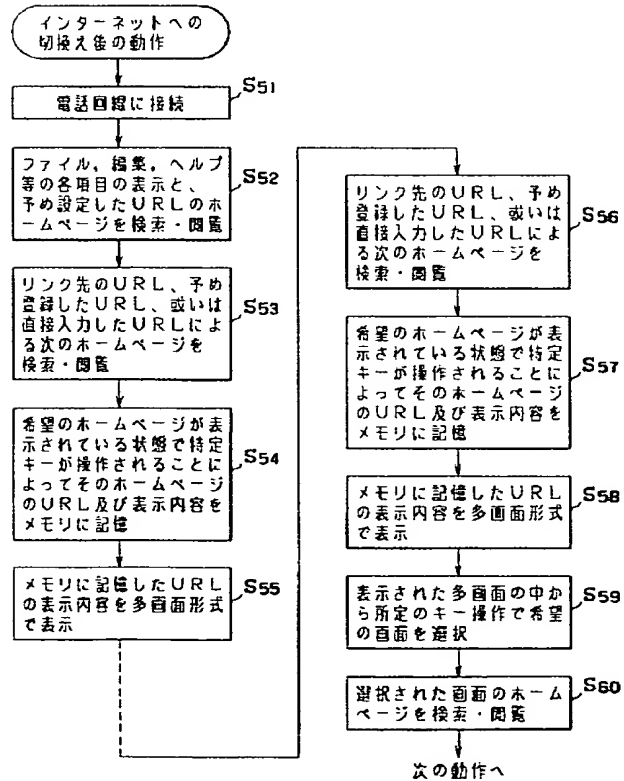 インターネットへの
切換え後の動作
S51
電話回線に接続
S52
ファイル，編集，ヘルプ
等の各項目の表示と、
予め設定したURLのホ
ームページを検索・閲覧
S53
リンク先のURL、予め
登録したURL、或いは
直接入力したURLによ
る次のホームページを
検索・閲覧
S54
希望のホームページが表
示されている状態で特定
キーが操作されることに
よってそのホームページ
のURL及び表示内容を
メモリに記憶
S55
メモリに記憶したURL
の表示内容を多画面形式
で表示
S56
リンク先のURL、予め
登録したURL、或いは
直接入力したURLによ
る次のホームページを
検索・閲覧
S57
希望のホームページが表
示されている状態で特定
キーが操作されることに
よってそのホームページ
のURL及び表示内容を
メモリに記憶
S58
メモリに記憶したURL
の表示内容を多画面形式
で表示
S59
表示された多画面の中か
ら所定のキー操作で希望
の画面を選択
S60
選択された画面のホーム
ページを検索・閲覧
次の動作へ